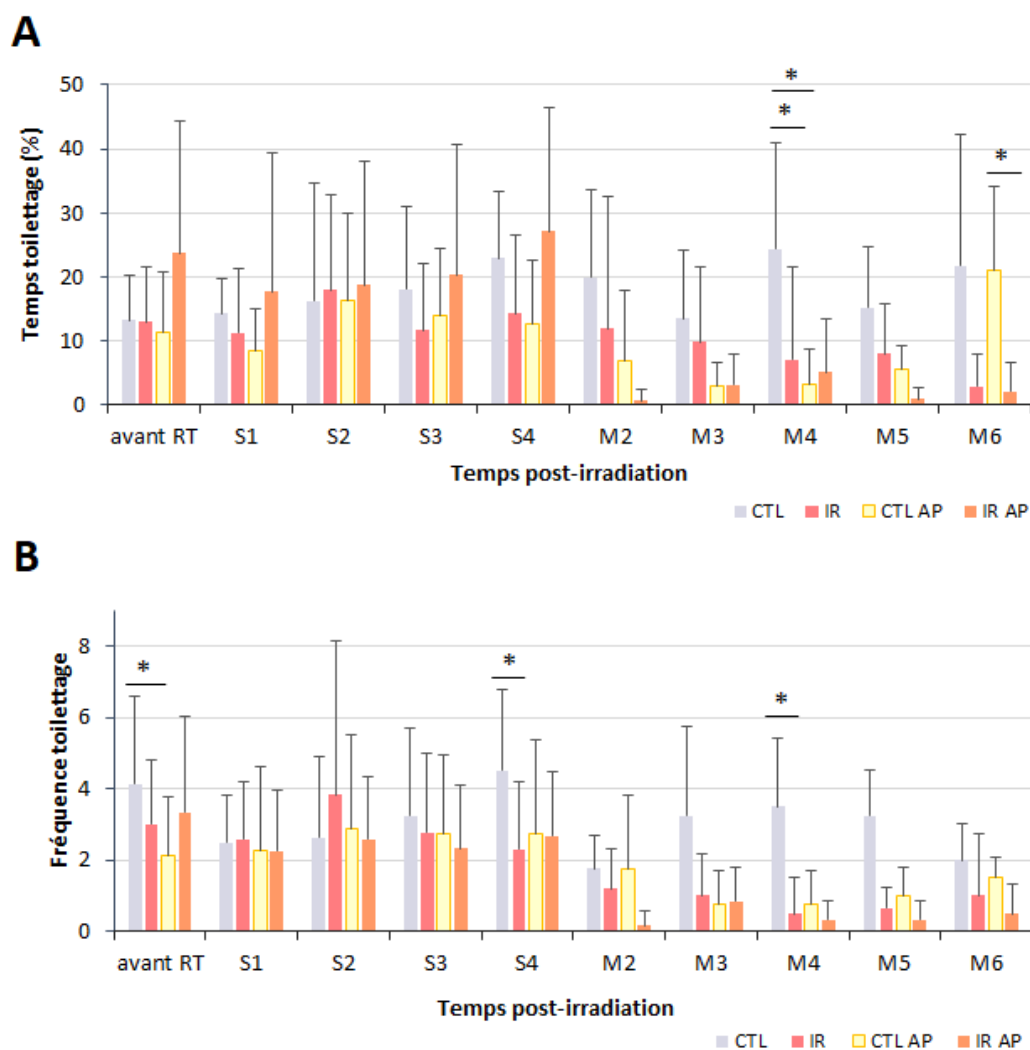 A
Temps toilettage (%)
50
40
30
20
10
0
* * *
avant RT S1 S2 S3 S4 M2 M3 M4 M5 M6
Temps post-irradiation
CTL IR CTL AP IR AP
B
Fréquence toilettage
8
6
4
2
0
* * *
avant RT S1 S2 S3 S4 M2 M3 M4 M5 M6
Temps post-irradiation
CTL IR CTL AP IR AP